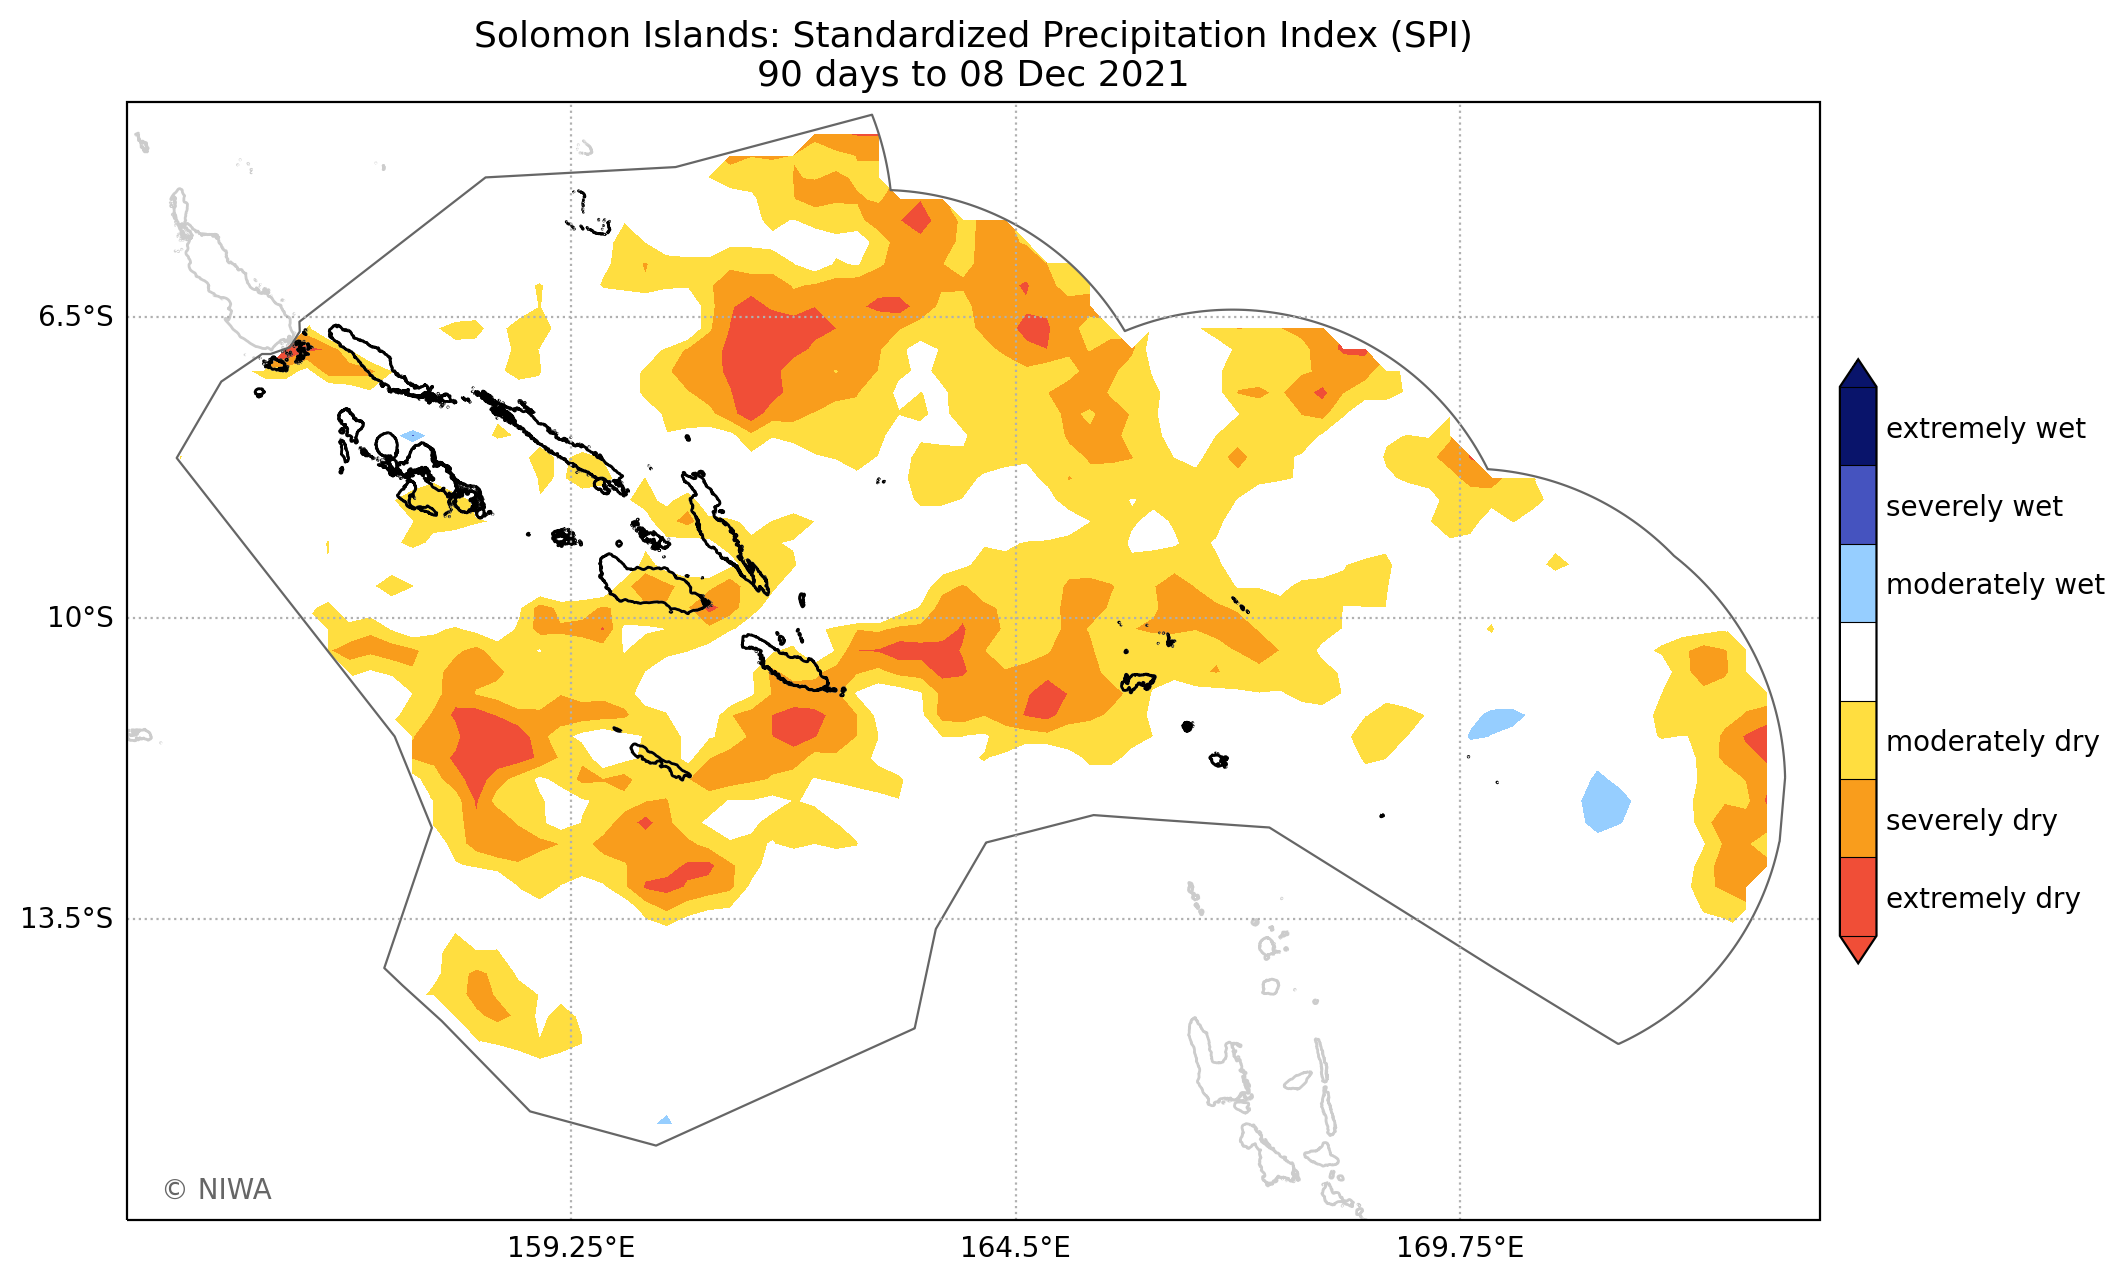 Solomon Islands: Standardized Precipitation Index (SPI)
90 days to 08 Dec 2021
6.5°S
10°S
13.5°S
159.25°E
164.5°E
169.75°E
extremely wet
severely wet
moderately wet
moderately dry
severely dry
extremely dry
© NIWA